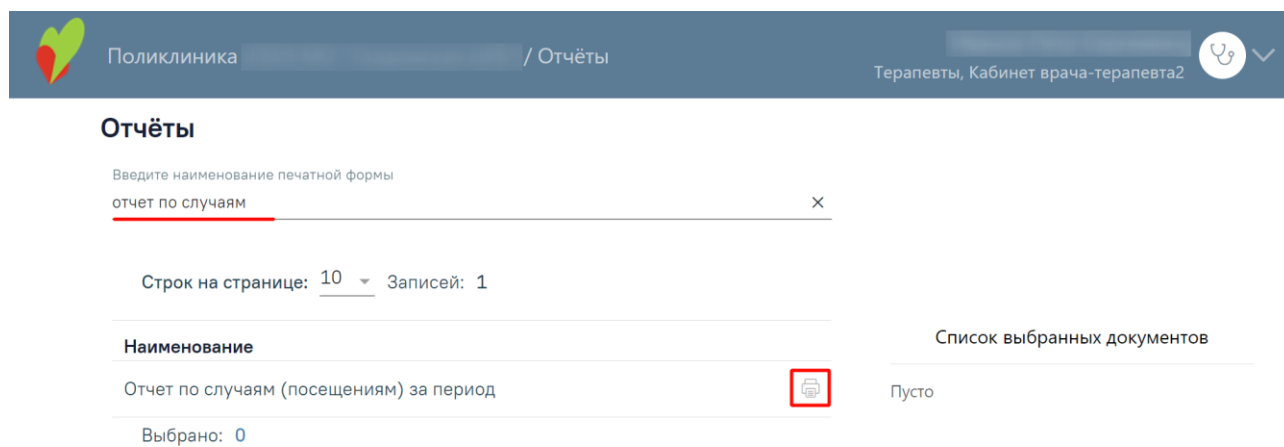 Поликлиника / Отчёты
Терапевты, Кабинет врача-терапевта2
Отчёты
Введите наименование печатной формы
отчет по случаям
Строк на странице: 10 Записей: 1
Наименование
Отчет по случаям (посещениям) за период
Выбрано: 0
Список выбранных документов
Пусто